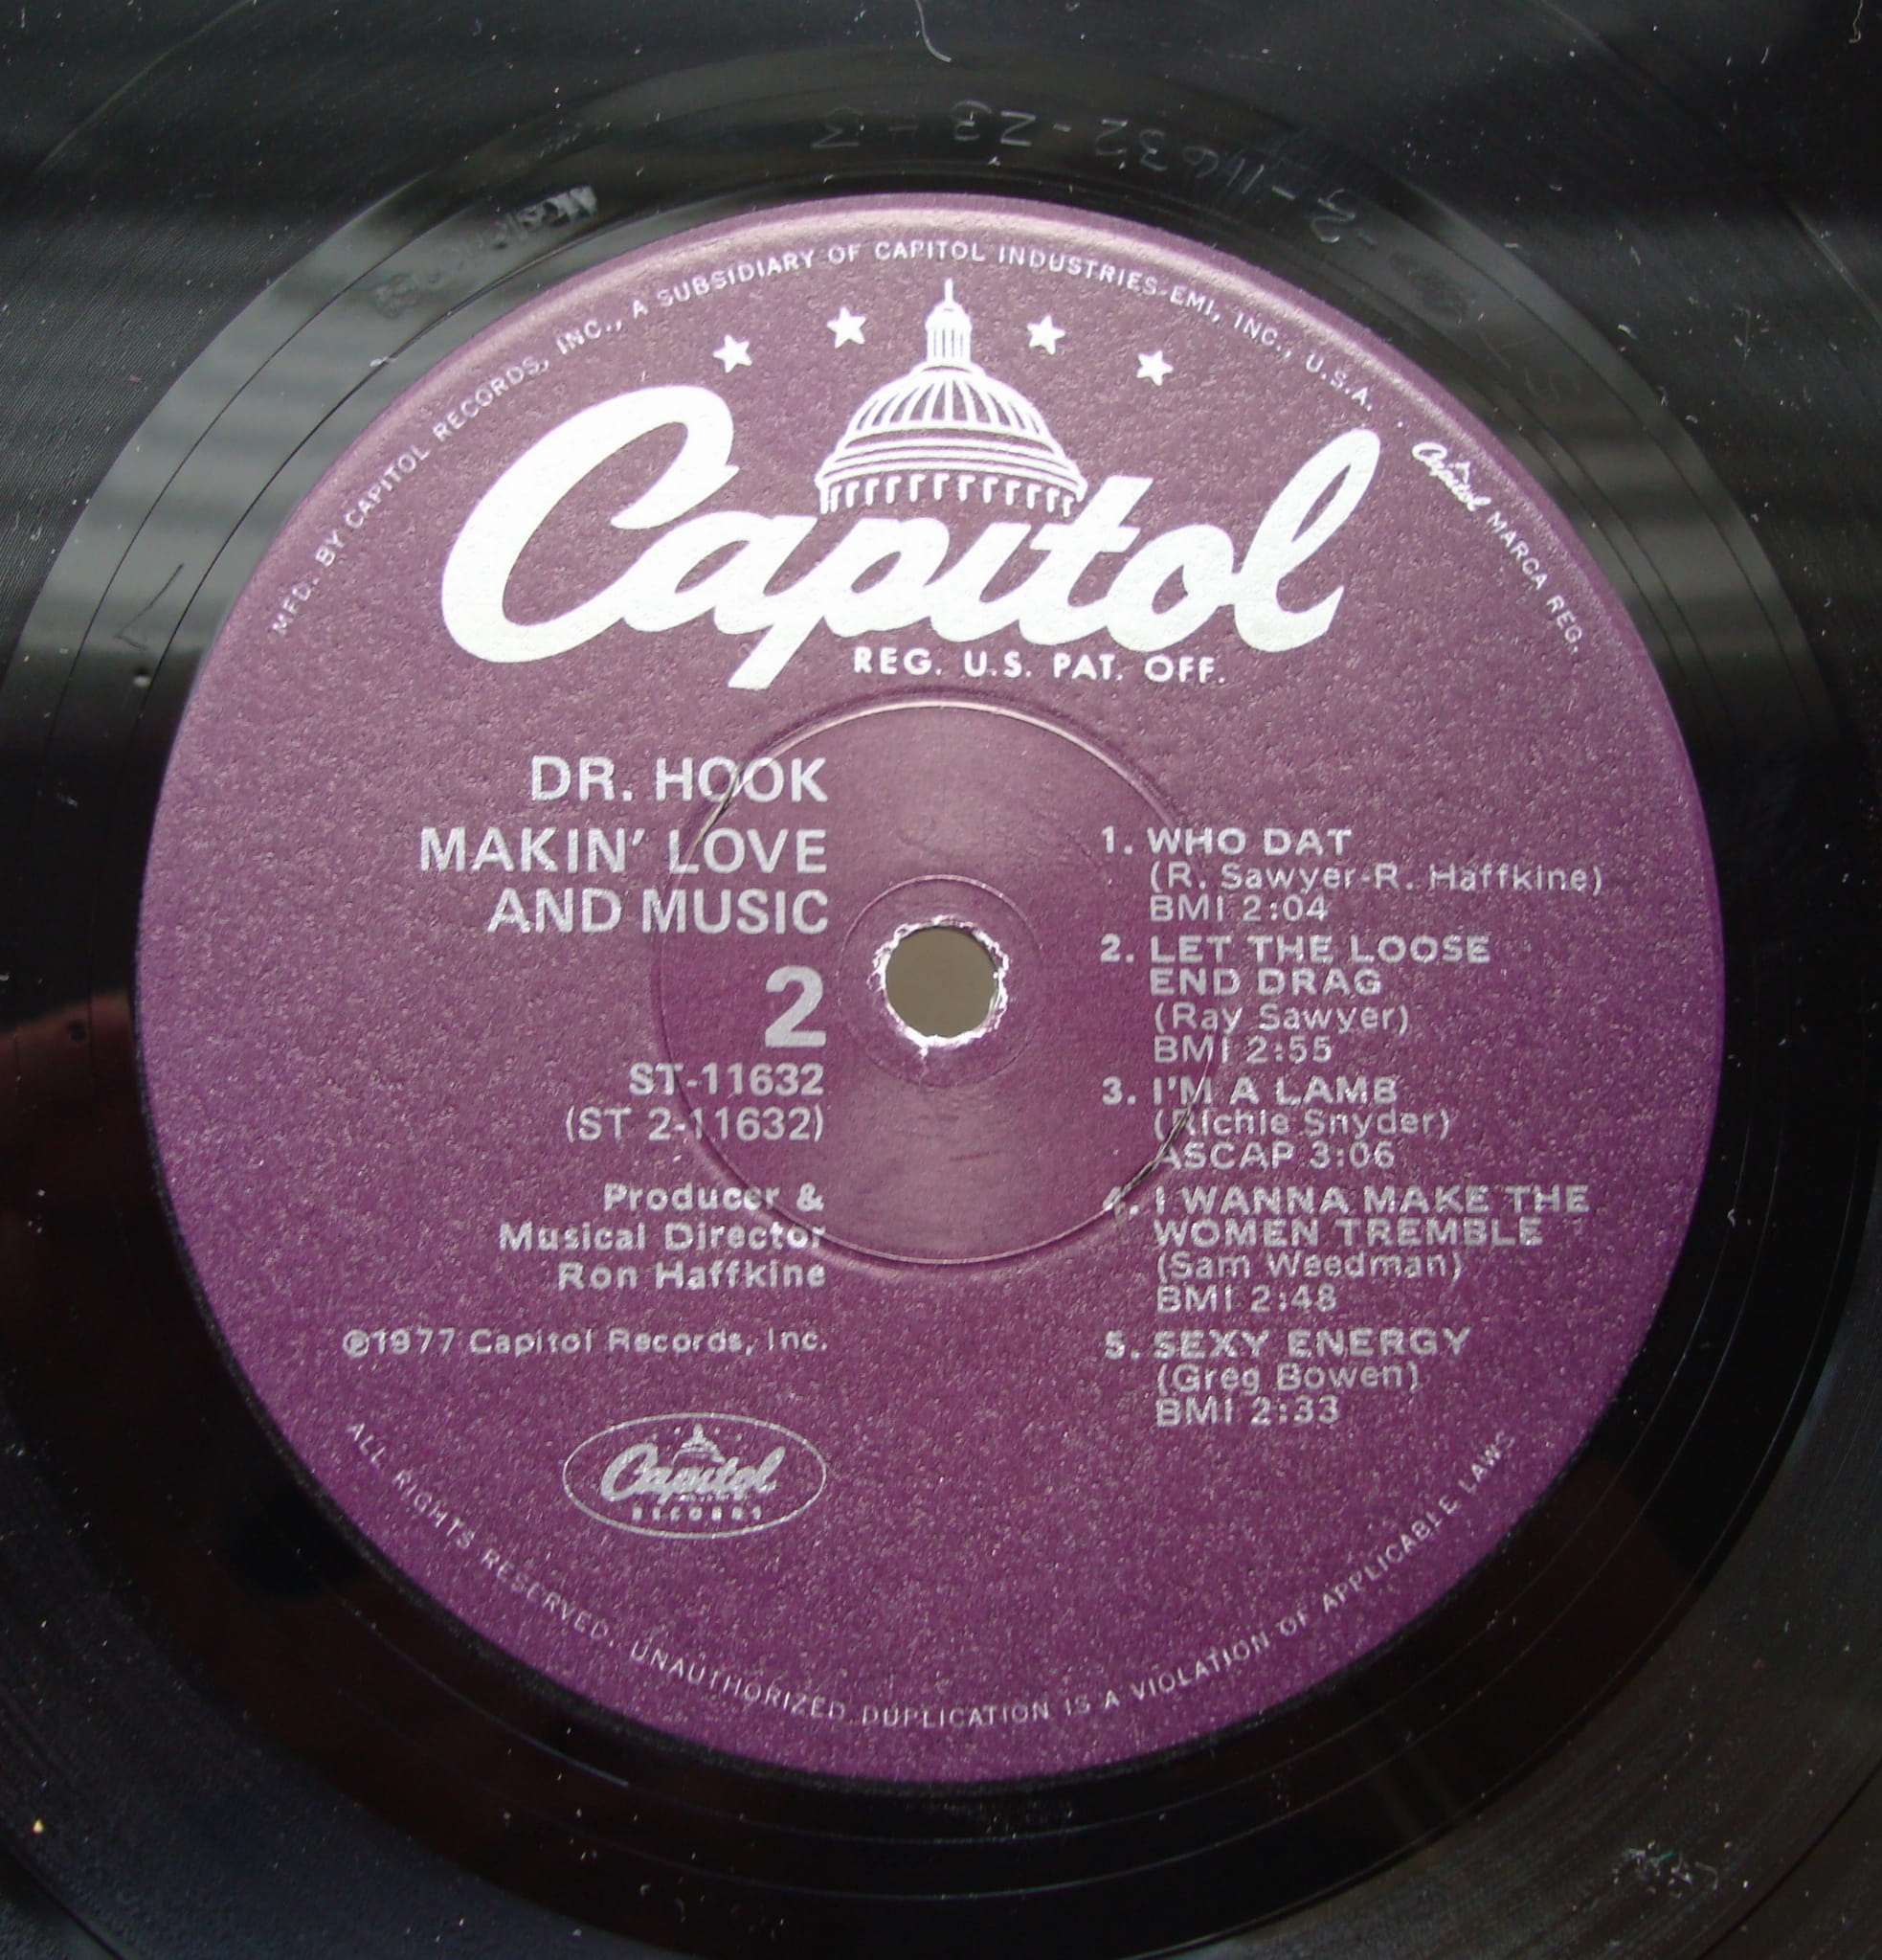 MFD. BY CAPITOL RECORDS, INC., A SUBSIDIARY OF CAPITOL INDUSTRIES-EMI, INC., U.S.A. · Capitol MARCA REG.
Capitol
REG. U.S. PAT. OFF.
DR. HOOK
MAKIN' LOVE
AND MUSIC
2
ST-11632
(ST 2-11632)
Producer &
Musical Director
Ron Haffkine
℗1977 Capitol Records, Inc.
Capitol
RECORDS
1. WHO DAT
(R. Sawyer-R. Haffkine)
BMI 2:04
2. LET THE LOOSE
END DRAG
(Ray Sawyer)
BMI 2:55
3. I'M A LAMB
(Richie Snyder)
ASCAP 3:06
4. I WANNA MAKE THE
WOMEN TREMBLE
(Sam Weedman)
BMI 2:48
5. SEXY ENERGY
(Greg Bowen)
BMI 2:33
ALL RIGHTS RESERVED. UNAUTHORIZED DUPLICATION IS A VIOLATION OF APPLICABLE LAWS